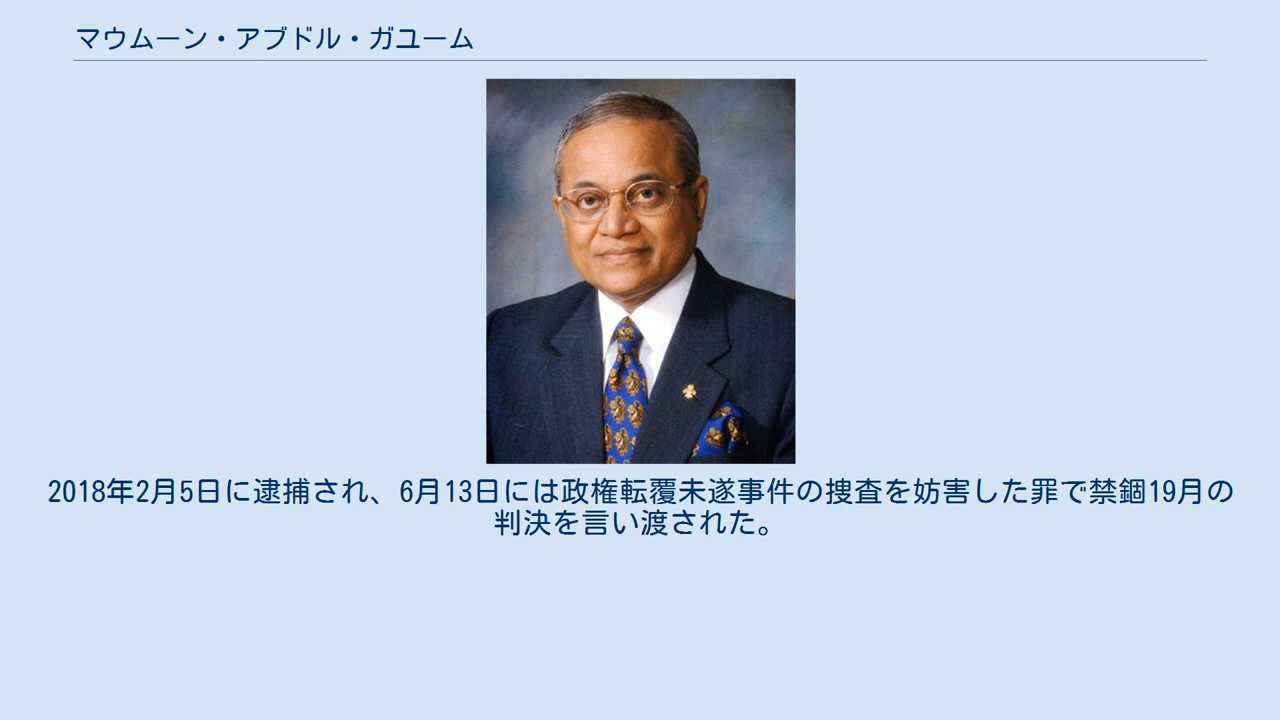 マウムーン・アブドル・ガユーム
2018年2月5日に逮捕され、6月13日には政権転覆未遂事件の捜査を妨害した罪で禁錮19月の
判決を言い渡された。